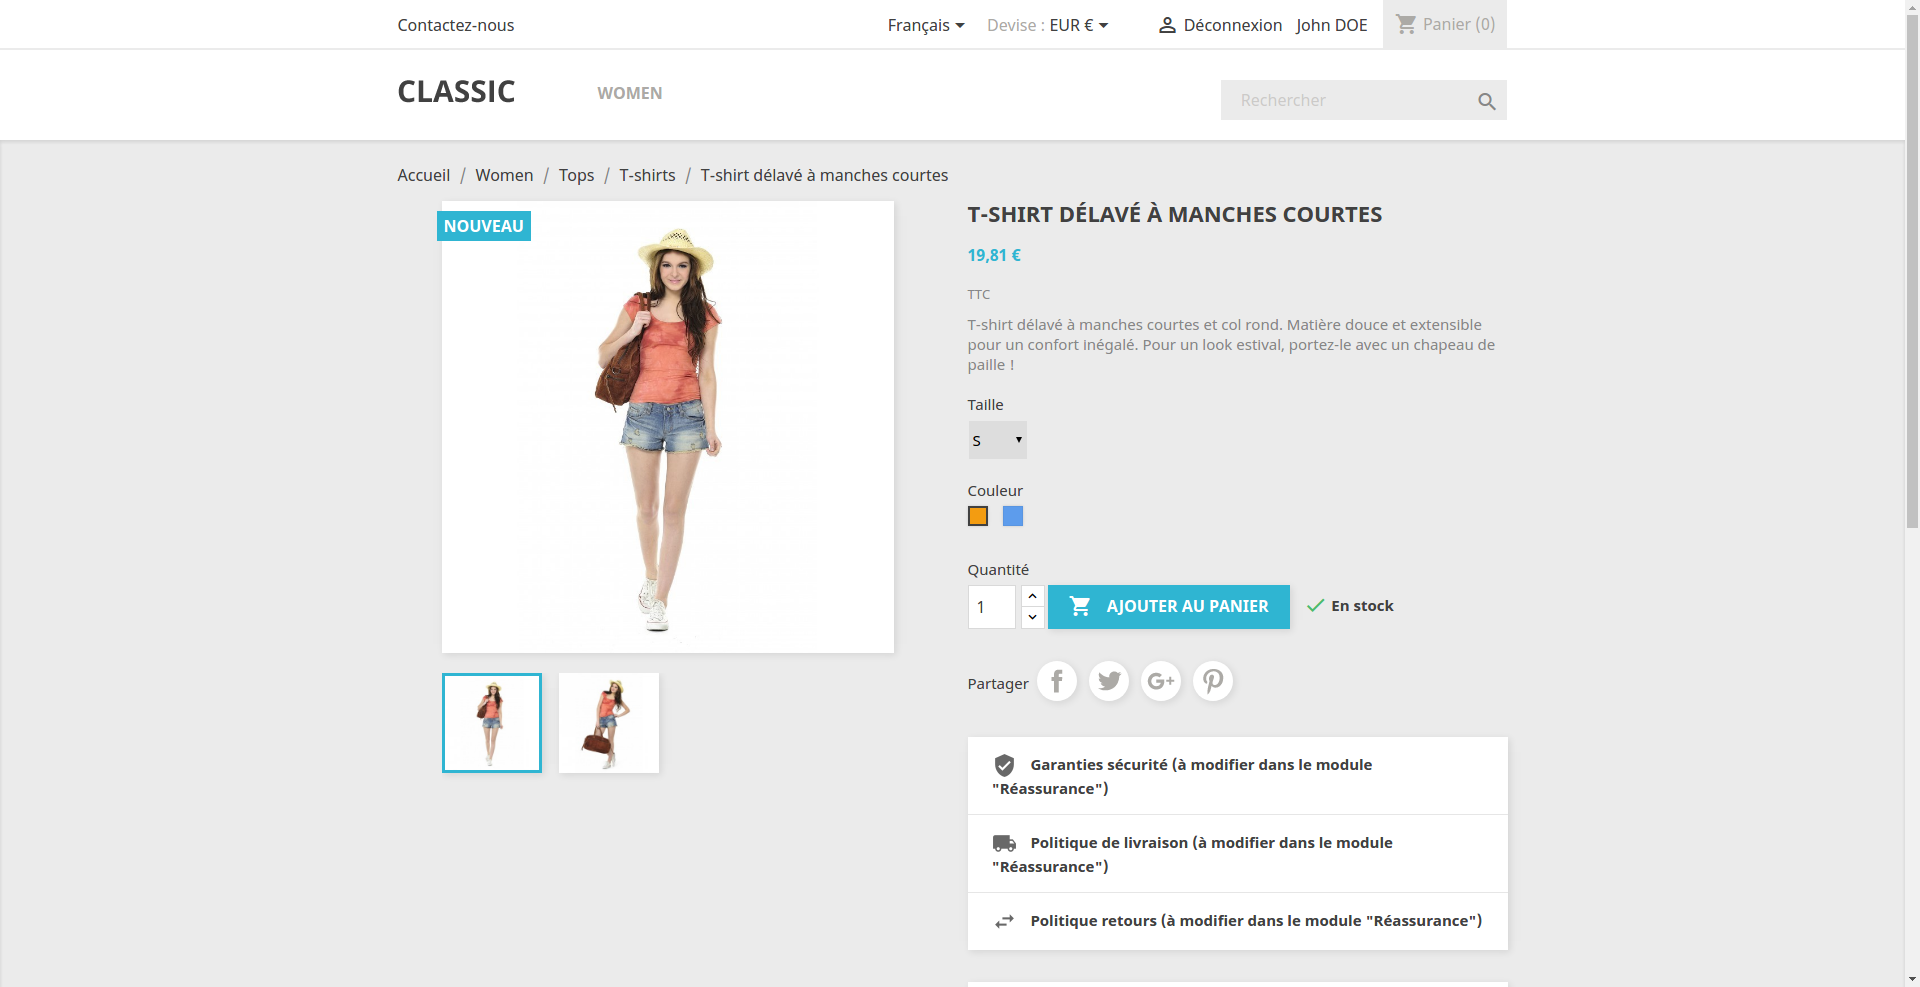 Contactez-nous
Français
Devise : EUR €
Déconnexion
John DOE
Panier (0)
CLASSIC
WOMEN
Rechercher
Accueil / Women / Tops / T-shirts / T-shirt délavé à manches courtes
NOUVEAU
T-SHIRT DÉLAVÉ À MANCHES COURTES
19,81 €
TTC
T-shirt délavé à manches courtes et col rond. Matière douce et extensible
pour un confort inégalé. Pour un look estival, portez-le avec un chapeau de
paille !
Taille
S
Couleur
Quantité
1
AJOUTER AU PANIER
En stock
Partager
Garanties sécurité (à modifier dans le module
"Réassurance")
Politique de livraison (à modifier dans le module
"Réassurance")
Politique retours (à modifier dans le module "Réassurance")